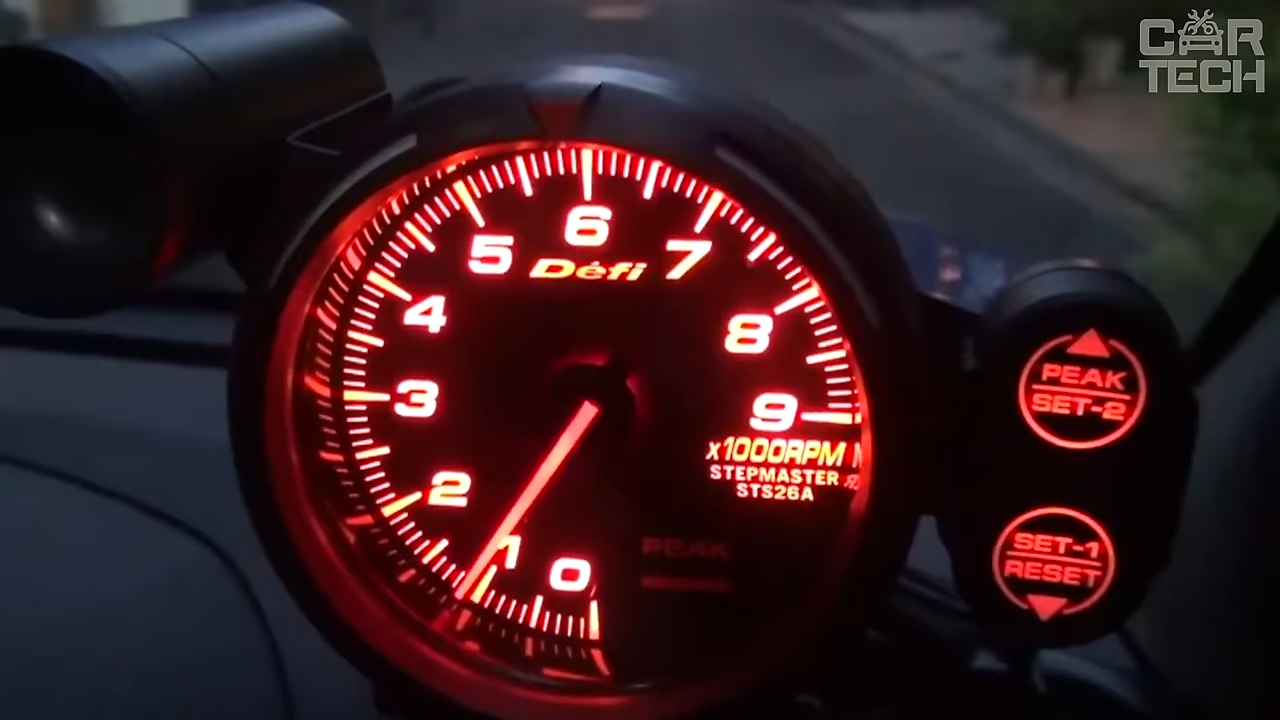 CAR
TECH
6
5
Defi
7
4
8
3
9
x1000RPM
STEPMASTER
STS26A
2
1
0
PEAK
PEAK
SET-2
SET-1
RESET